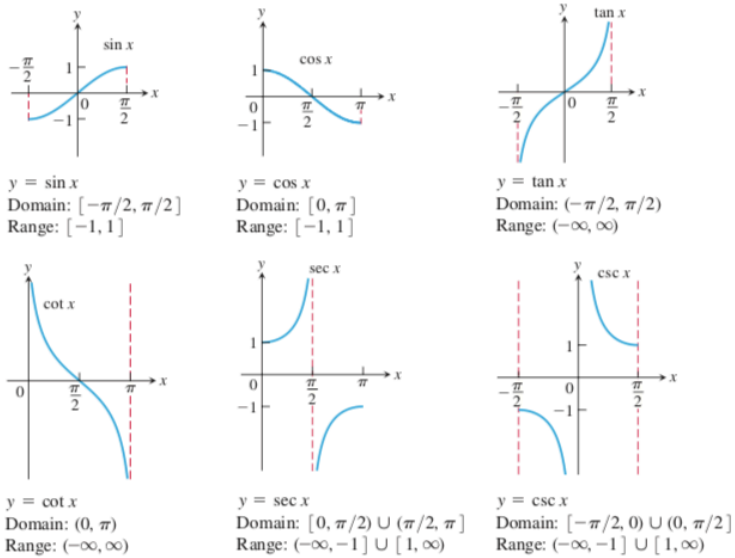 y
sin x
−π/2
1
0
π/2
x
−1
y = sin x
Domain: [−π/2, π/2]
Range: [−1, 1]
y
cos x
1
0
π/2
π
x
−1
y = cos x
Domain: [0, π]
Range: [−1, 1]
y
tan x
−π/2
0
π/2
x
y = tan x
Domain: (−π/2, π/2)
Range: (−∞, ∞)
y
cot x
0
π/2
π
x
y = cot x
Domain: (0, π)
Range: (−∞, ∞)
y
sec x
1
0
π/2
π
x
−1
y = sec x
Domain: [0, π/2) ∪ (π/2, π]
Range: (−∞, −1] ∪ [1, ∞)
y
csc x
1
−π/2
0
π/2
x
−1
y = csc x
Domain: [−π/2, 0) ∪ (0, π/2]
Range: (−∞, −1] ∪ [1, ∞)